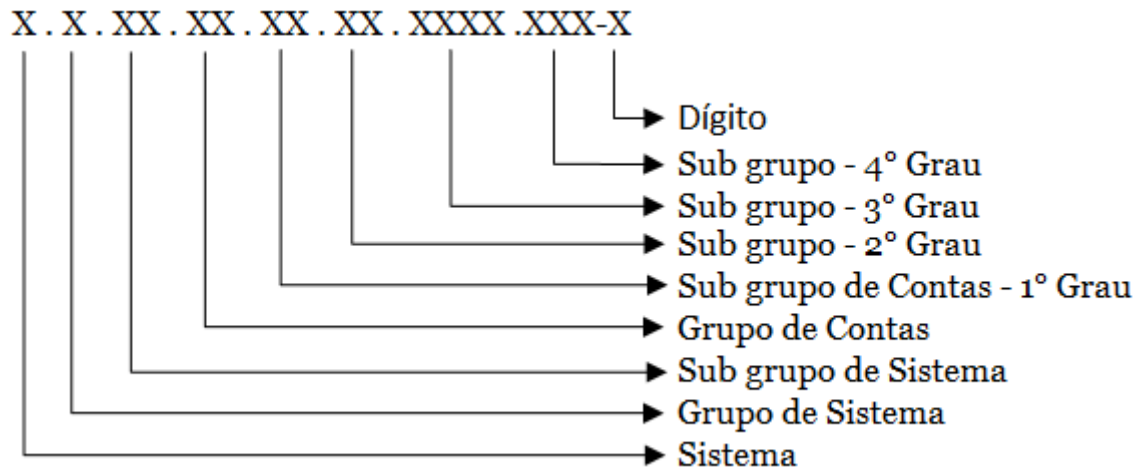 X . X . XX . XX . XX . XX . XXXX .XXX-X
Dígito
Sub grupo - 4° Grau
Sub grupo - 3° Grau
Sub grupo - 2° Grau
Sub grupo de Contas - 1° Grau
Grupo de Contas
Sub grupo de Sistema
Grupo de Sistema
Sistema